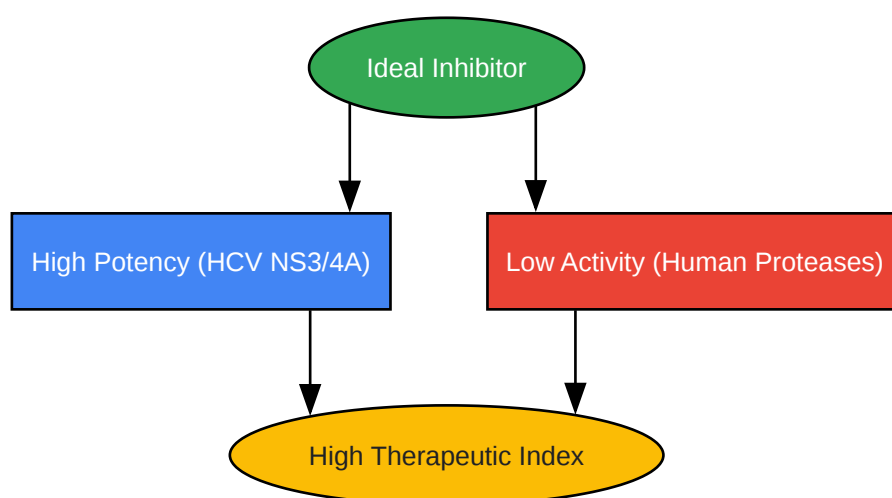 Ideal Inhibitor
High Potency (HCV NS3/4A)
Low Activity (Human Proteases)
High Therapeutic Index